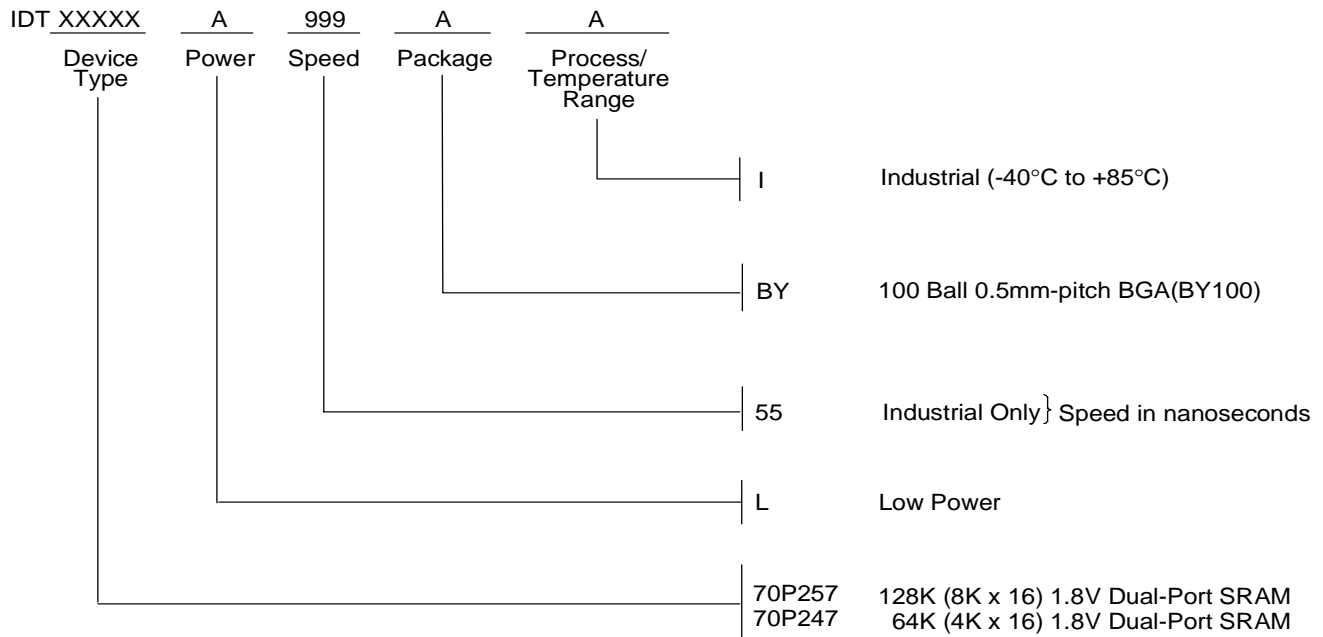 IDT XXXXX A 999 A A
Device Type Power Speed Package Process/ Temperature Range
I Industrial (-40°C to +85°C)
BY 100 Ball 0.5mm-pitch BGA(BY100)
55 Industrial Only} Speed in nanoseconds
L Low Power
70P257 128K (8K x 16) 1.8V Dual-Port SRAM
70P247 64K (4K x 16) 1.8V Dual-Port SRAM